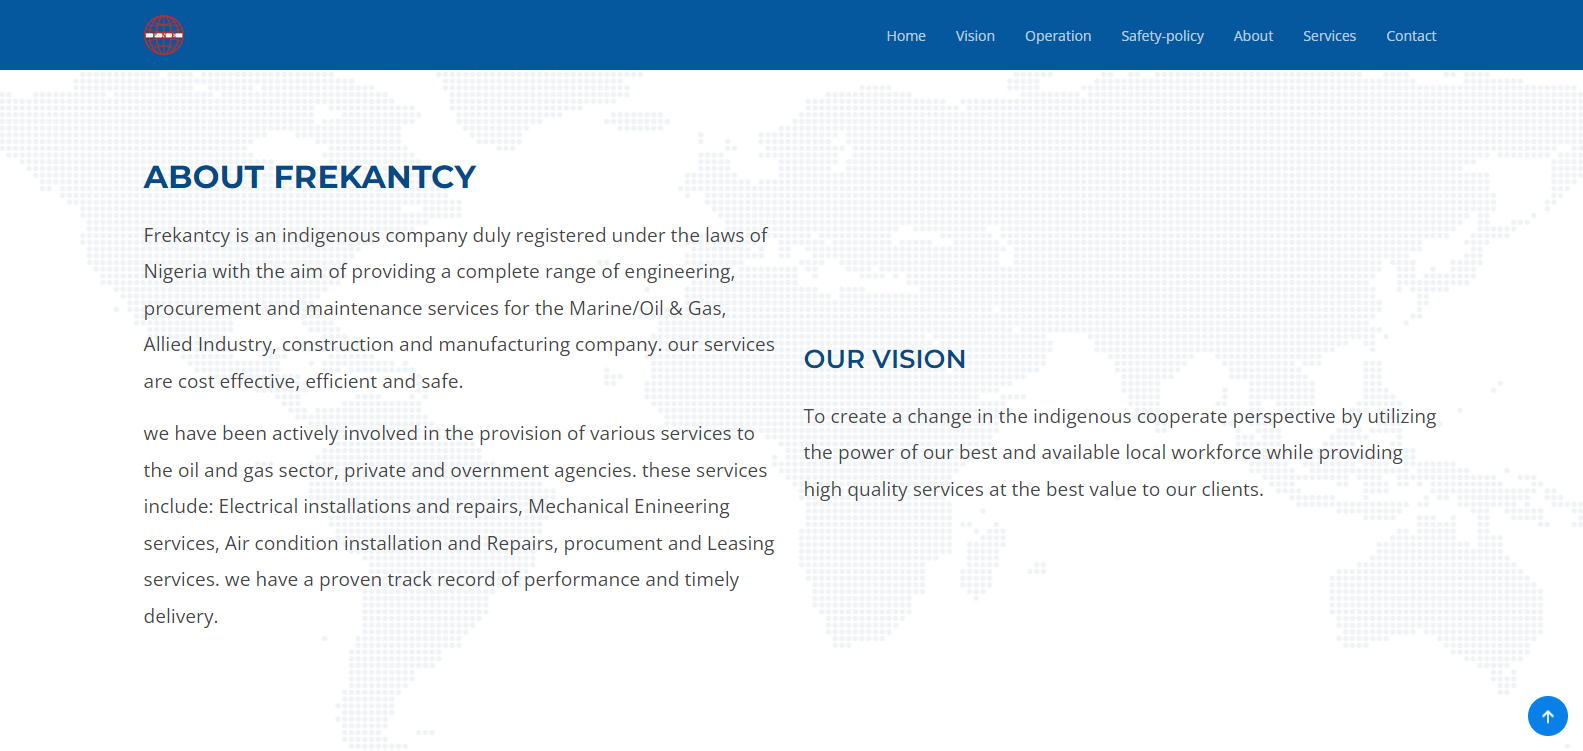 Home Vision Operation Safety-policy About Services Contact
ABOUT FREKANTCY
Frekantcy is an indigenous company duly registered under the laws of
Nigeria with the aim of providing a complete range of engineering,
procurement and maintenance services for the Marine/Oil & Gas,
Allied Industry, construction and manufacturing company. our services
are cost effective, efficient and safe.
we have been actively involved in the provision of various services to
the oil and gas sector, private and overnment agencies. these services
include: Electrical installations and repairs, Mechanical Enineering
services, Air condition installation and Repairs, procument and Leasing
services. we have a proven track record of performance and timely
delivery.
OUR VISION
To create a change in the indigenous cooperate perspective by utilizing
the power of our best and available local workforce while providing
high quality services at the best value to our clients.